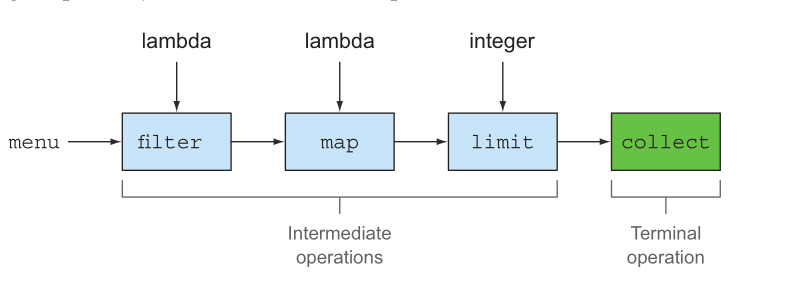 lambda lambda integer
menu filter map limit collect
Intermediate
operations
Terminal
operation